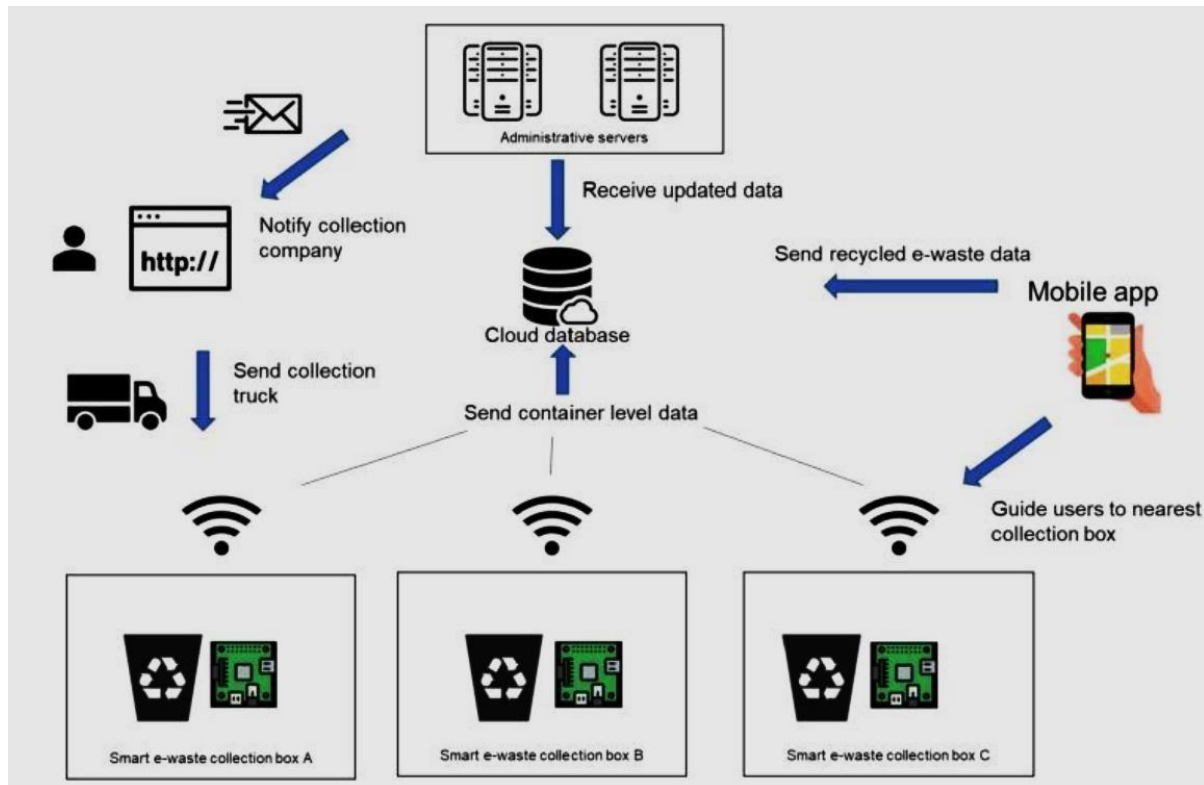 Administrative servers
Receive updated data
Notify collection
company
http://
Send recycled e-waste data
Mobile app
Cloud database
Send collection
truck
Send container level data
Guide users to nearest
collection box
Smart e-waste collection box A
Smart e-waste collection box B
Smart e-waste collection box C